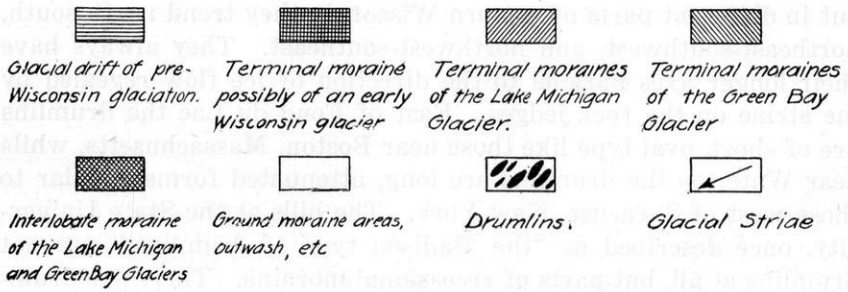 Glacial drift of pre-
Wisconsin glaciation
Terminal moraine
possibly of an early
Wisconsin glacier
Terminal moraines
of the Lake Michigan
Glacier.
Terminal moraines
of the Green Bay
Glacier
Interlobate moraine
of the Lake Michigan
and Green Bay Glaciers
Ground moraine areas,
outwash, etc
Drumlins.
Glacial Striae